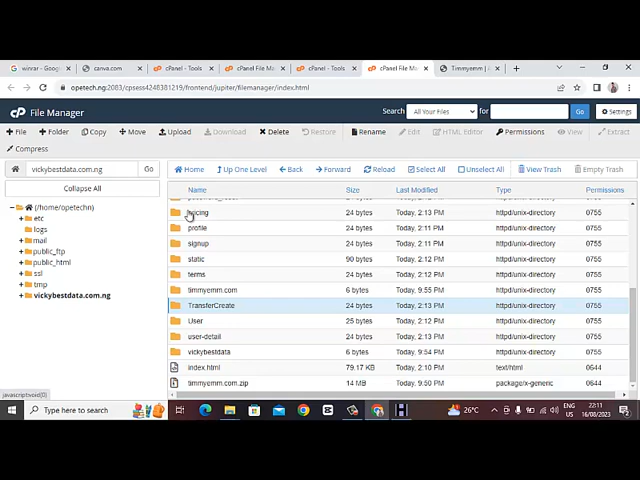 winrar - Goo
canva.com
cPanel - Tools
cPanel File Ma
cPanel - Tools
cPanel File Ma
Timmyemm | 
opetech.ng:2083/cpsess4248381219/frontend/jupiter/filemanager/index.html
File Manager
Search
All Your Files
for
Go
Settings
File
Folder
Copy
Move
Upload
Download
Delete
Restore
Rename
Edit
HTML Editor
Permissions
View
Extract
Compress
vickybestdata.com.ng
Go
Home
Up One Level
Back
Forward
Reload
Select All
Unselect All
View Trash
Empty Trash
Collapse All
Name Size Last Modified Type Permissions
(/home/opetechn)
etc
logs
mail
public_ftp
public_html
ssl
tmp
vickybestdata.com.ng
24 bytes Today, 2:13 PM httpd/unix-directory 0755
profile 24 bytes Today, 2:11 PM httpd/unix-directory 0755
signup 24 bytes Today, 2:13 PM httpd/unix-directory 0755
static 90 bytes Today, 2:12 PM httpd/unix-directory 0755
terms 24 bytes Today, 2:12 PM httpd/unix-directory 0755
timmyemm.com 6 bytes Today, 9:55 PM httpd/unix-directory 0755
TransferCreate 24 bytes Today, 2:13 PM httpd/unix-directory 0755
User 25 bytes Today, 2:12 PM httpd/unix-directory 0755
user-detail 24 bytes Today, 2:13 PM httpd/unix-directory 0755
vickybestdata 6 bytes Today, 9:54 PM httpd/unix-directory 0755
index.html 79.17 KB Today, 2:10 PM text/html 0644
timmyemm.com.zip 14 MB Today, 9:50 PM package/x-generic 0644
javascript:void(0)
Type here to search
26°C
ENG
US
22:11
16/08/2023